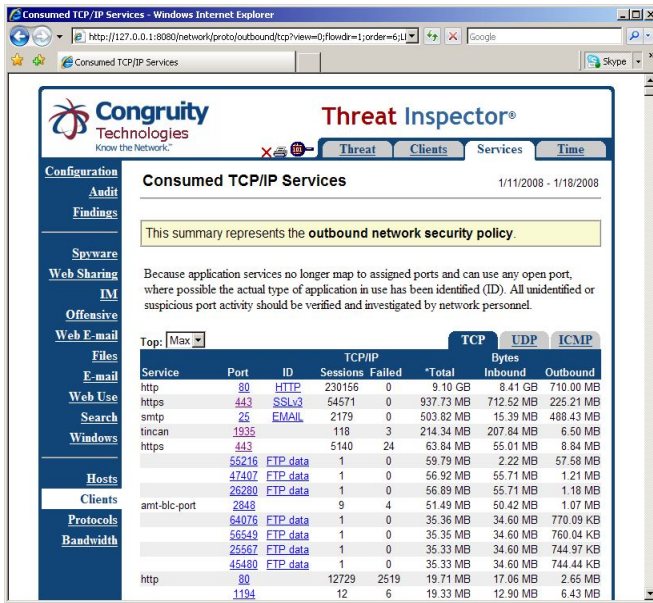 Consumed TCP/IP Services - Windows Internet Explorer
http://127.0.0.1:8080/network/proto/outbound/tcp?view=0;flowdir=1;order=6;LI
Google
Consumed TCP/IP Services
Skype
Congruity
Technologies
Know the Network.™
Threat Inspector®
Threat Clients Services Time
Configuration
Audit
Findings
Spyware
Web Sharing
IM
Offensive
Web E-mail
Files
E-mail
Web Use
Search
Windows
Hosts
Clients
Protocols
Bandwidth
Consumed TCP/IP Services 1/11/2008 - 1/18/2008
This summary represents the outbound network security policy.
Because application services no longer map to assigned ports and can use any open port,
where possible the actual type of application in use has been identified (ID). All unidentified or
suspicious port activity should be verified and investigated by network personnel.
Top: Max TCP UDP ICMP
TCP/IP Bytes
Service Port ID Sessions Failed *Total Inbound Outbound
http 80 HTTP 230156 0 9.10 GB 8.41 GB 710.00 MB
https 443 SSLv3 54571 0 937.73 MB 712.52 MB 225.21 MB
smtp 25 EMAIL 2179 0 503.82 MB 15.39 MB 488.43 MB
tincan 1935 118 3 214.34 MB 207.84 MB 6.50 MB
https 443 5140 24 63.84 MB 55.01 MB 8.84 MB
55216 FTP data 1 0 59.79 MB 2.22 MB 57.58 MB
47407 FTP data 1 0 56.92 MB 55.71 MB 1.21 MB
26280 FTP data 1 0 56.89 MB 55.71 MB 1.18 MB
amt-blc-port 2848 9 4 51.49 MB 50.42 MB 1.07 MB
64076 FTP data 1 0 35.36 MB 34.60 MB 770.09 KB
56549 FTP data 1 0 35.35 MB 34.60 MB 760.04 KB
25567 FTP data 1 0 35.33 MB 34.60 MB 744.97 KB
45480 FTP data 1 0 35.33 MB 34.60 MB 744.44 KB
http 80 12729 2519 19.71 MB 17.06 MB 2.65 MB
1194 12 6 19.33 MB 12.90 MB 6.43 MB